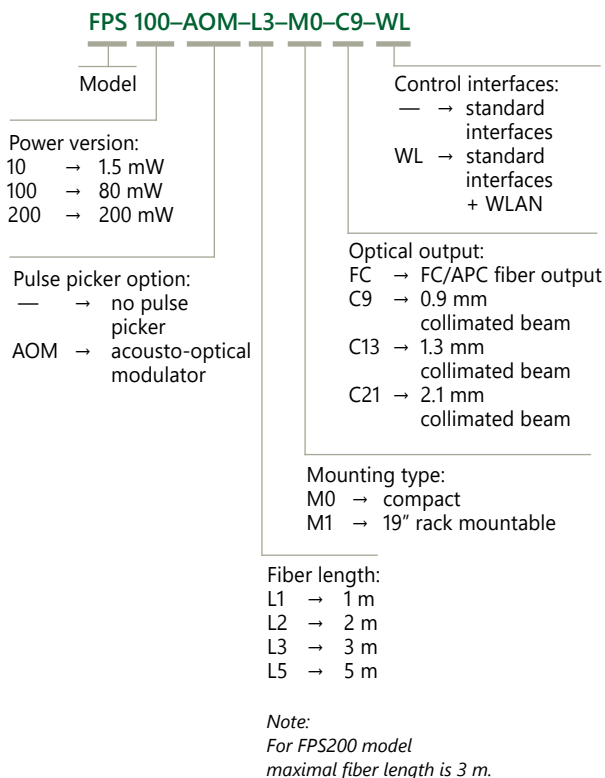 FPS 100–AOM–L3–M0–C9–WL
Model
Power version:
10 → 1.5 mW
100 → 80 mW
200 → 200 mW
Pulse picker option:
— → no pulse
picker
AOM → acousto-optical
modulator
Control interfaces:
— → standard
interfaces
WL → standard
interfaces
+ WLAN
Optical output:
FC → FC/APC fiber output
C9 → 0.9 mm
collimated beam
C13 → 1.3 mm
collimated beam
C21 → 2.1 mm
collimated beam
Mounting type:
M0 → compact
M1 → 19” rack mountable
Fiber length:
L1 → 1 m
L2 → 2 m
L3 → 3 m
L5 → 5 m
Note:
For FPS200 model
maximal fiber length is 3 m.